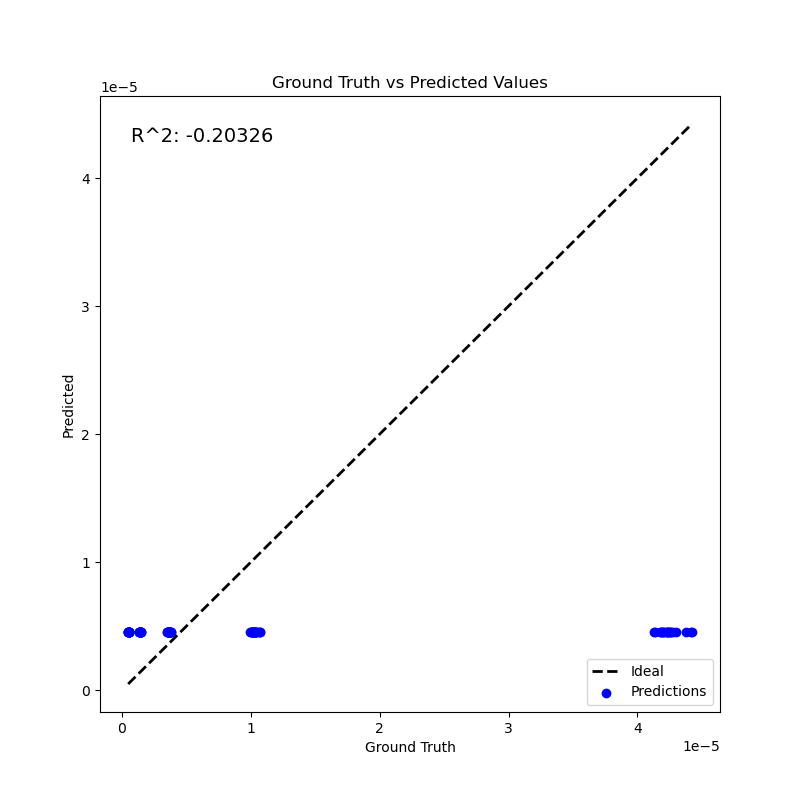 Ground Truth vs Predicted Values
1e−5
R^2: -0.20326
4
3
2
1
0
Predicted
Ideal
Predictions
0 1 2 3 4
1e−5
Ground Truth